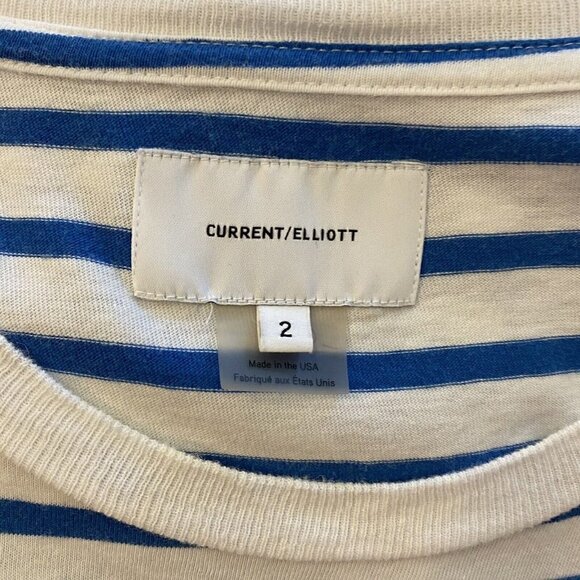 CURRENT/ELLIOTT
2
Made in the USA
Fabriqué aux États Unis